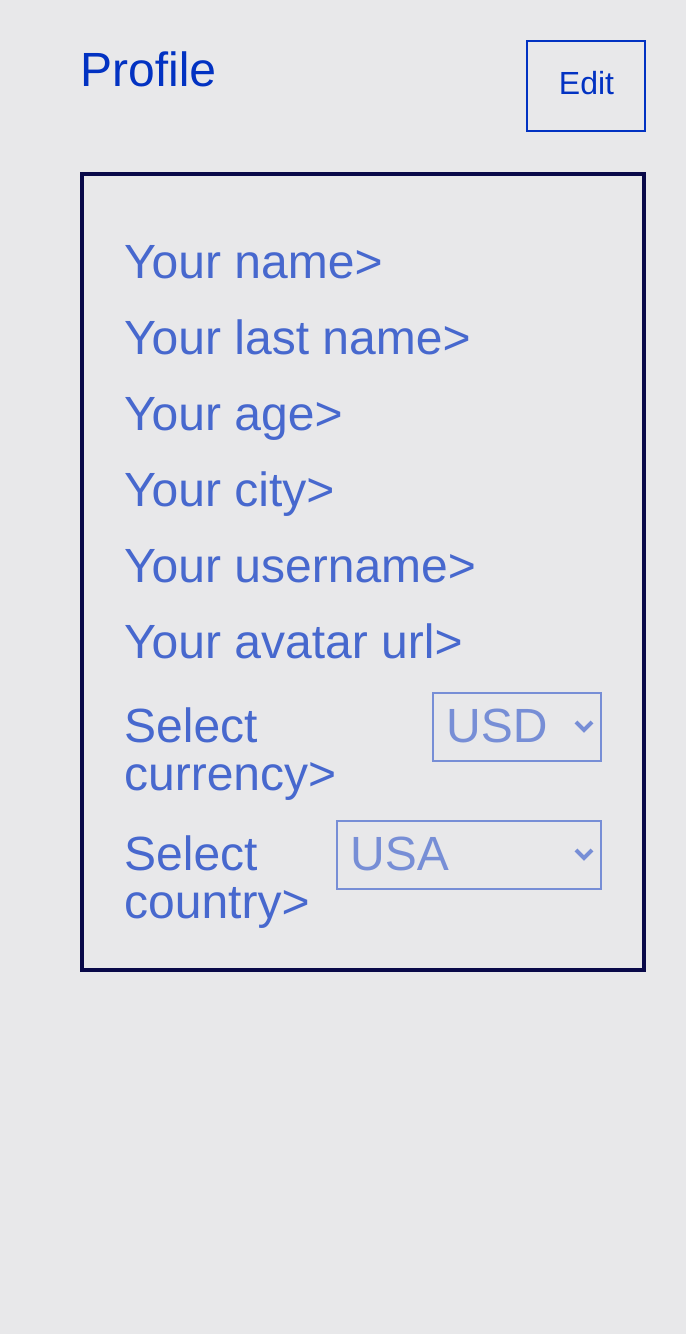 Profile
Edit
Your name>
Your last name>
Your age>
Your city>
Your username>
Your avatar url>
Select
currency>
USD
Select
country>
USA